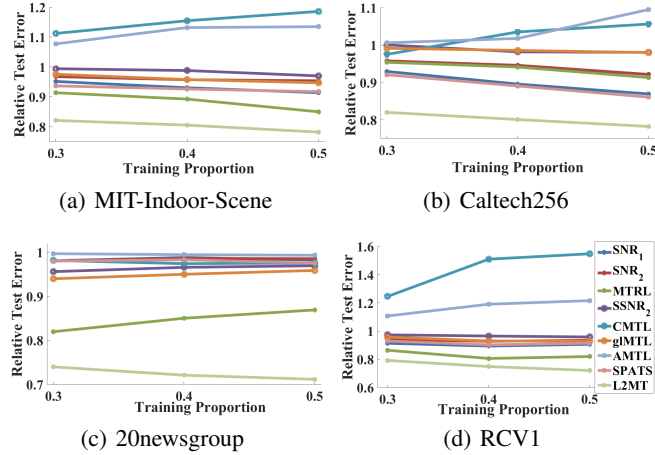 Relative Test Error
1.2
1.1
1
0.9
0.8
0.3
0.4
0.5
Training Proportion
(a) MIT-Indoor-Scene
Relative Test Error
1.1
1
0.9
0.8
0.3
0.4
0.5
Training Proportion
(b) Caltech256
Relative Test Error
1
0.9
0.8
0.7
0.3
0.4
0.5
Training Proportion
(c) 20newsgroup
Relative Test Error
1.6
1.4
1.2
1
0.8
0.6
0.3
0.4
0.5
Training Proportion
SNR1
SNR2
MTRL
SSNR2
CMTL
glMTL
AMTL
SPATS
L2MT
(d) RCV1